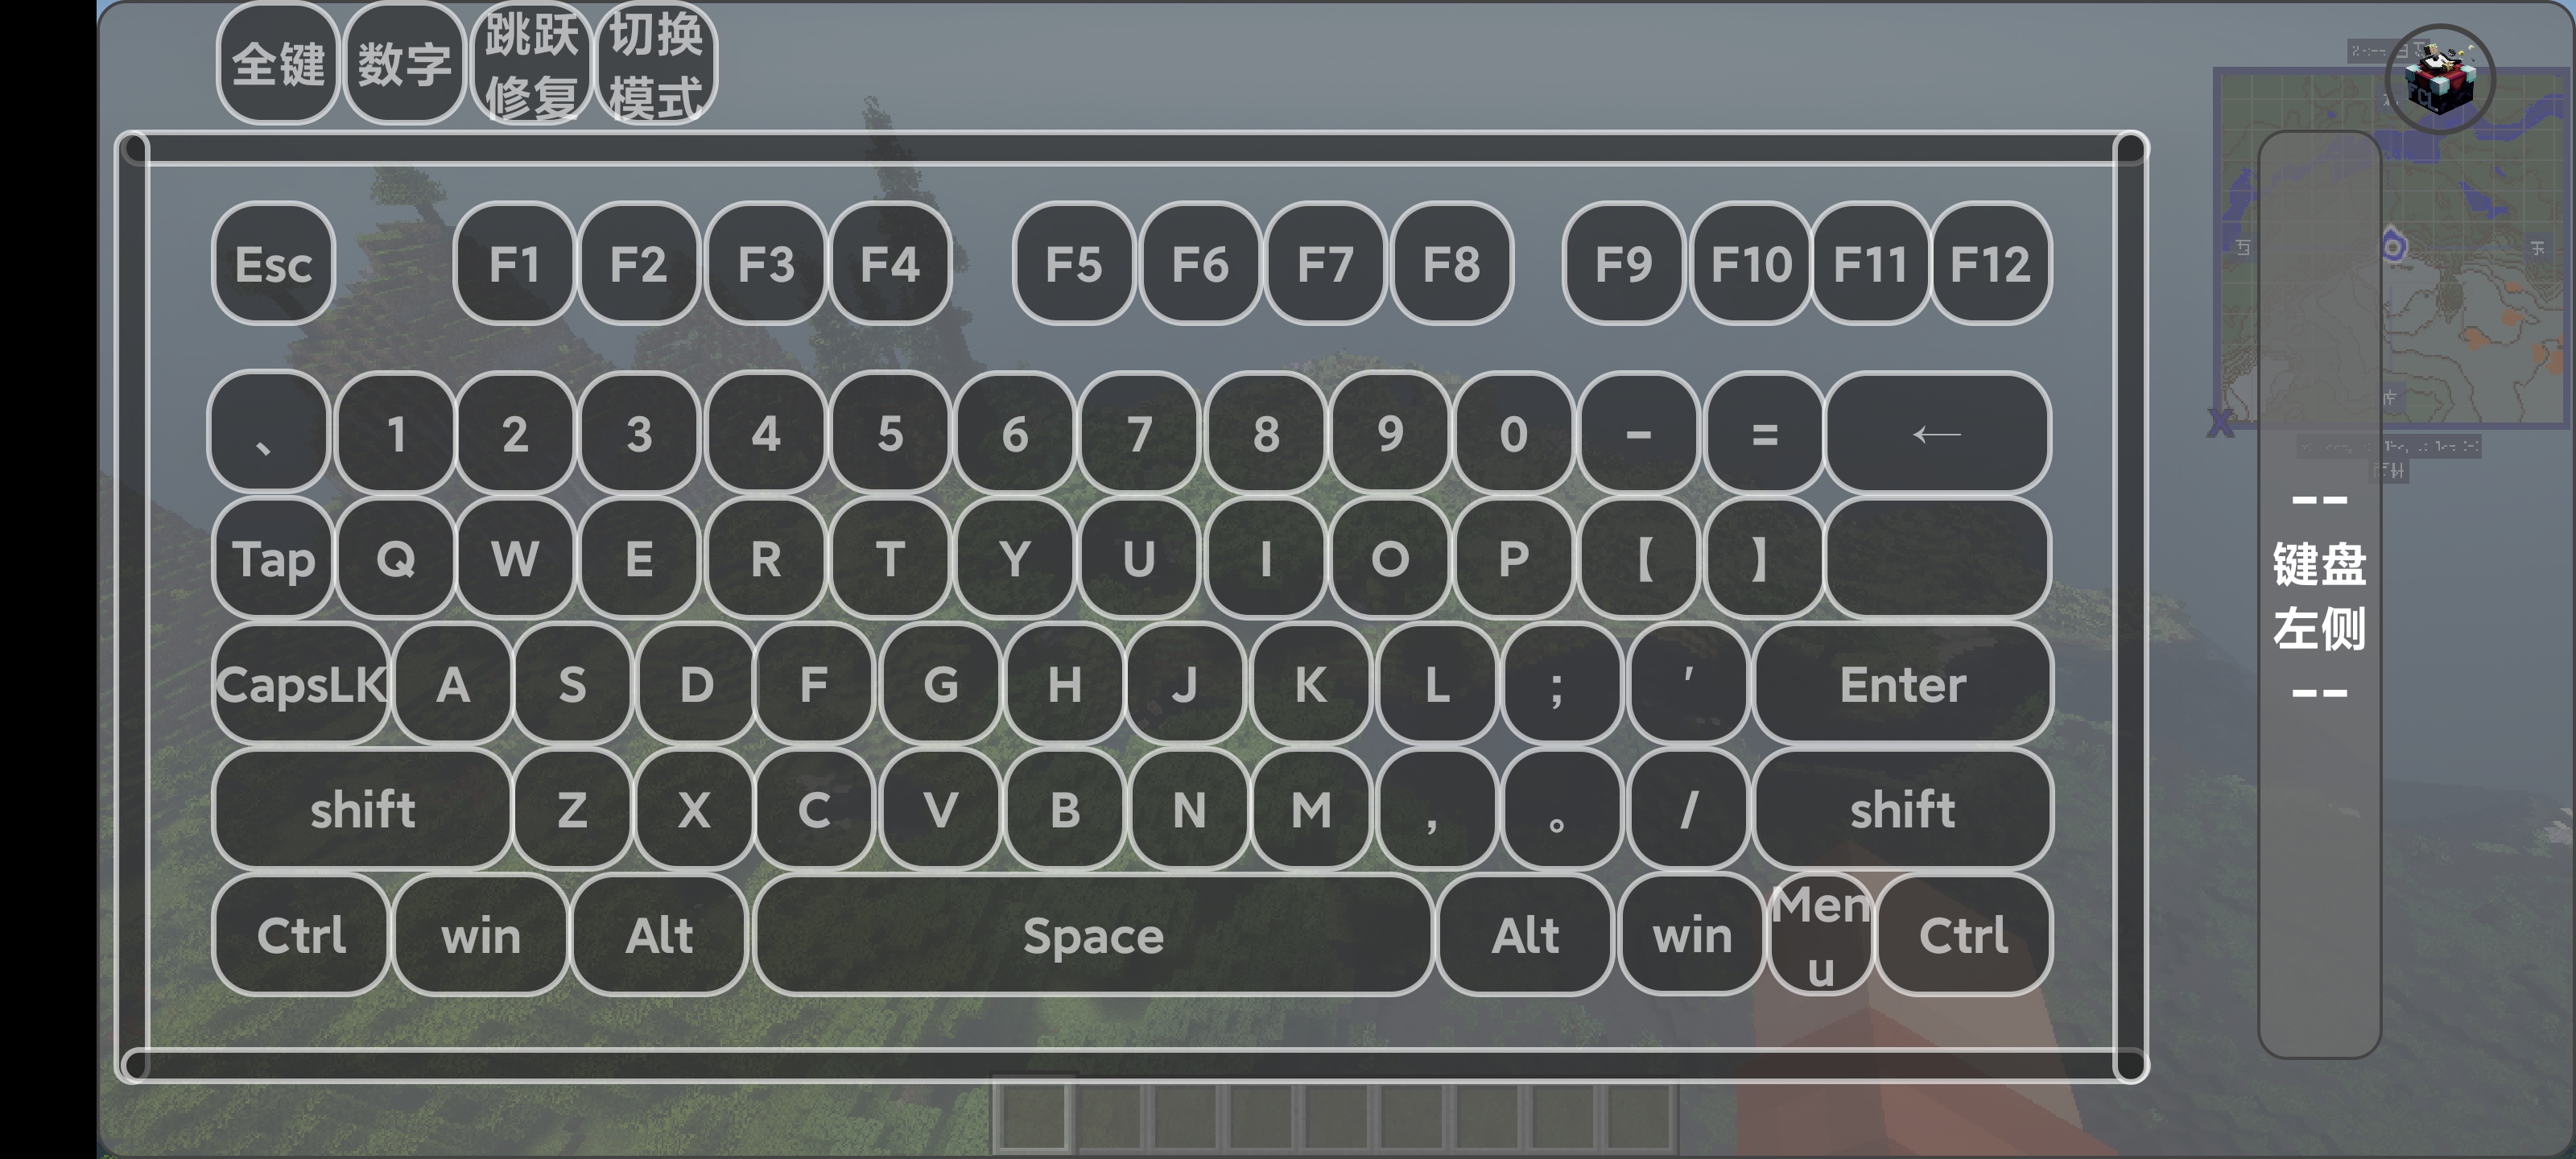 全键 数字 跳跃修复 切换模式
Esc F1 F2 F3 F4 F5 F6 F7 F8 F9 F10 F11 F12
、 1 2 3 4 5 6 7 8 9 0 - = ←
Tap Q W E R T Y U I O P 【 】
CapsLK A S D F G H J K L ; ' Enter
shift Z X C V B N M , 。 / shift
Ctrl win Alt Space Alt win Menu Ctrl
--
键盘
左侧
--
FCL
X